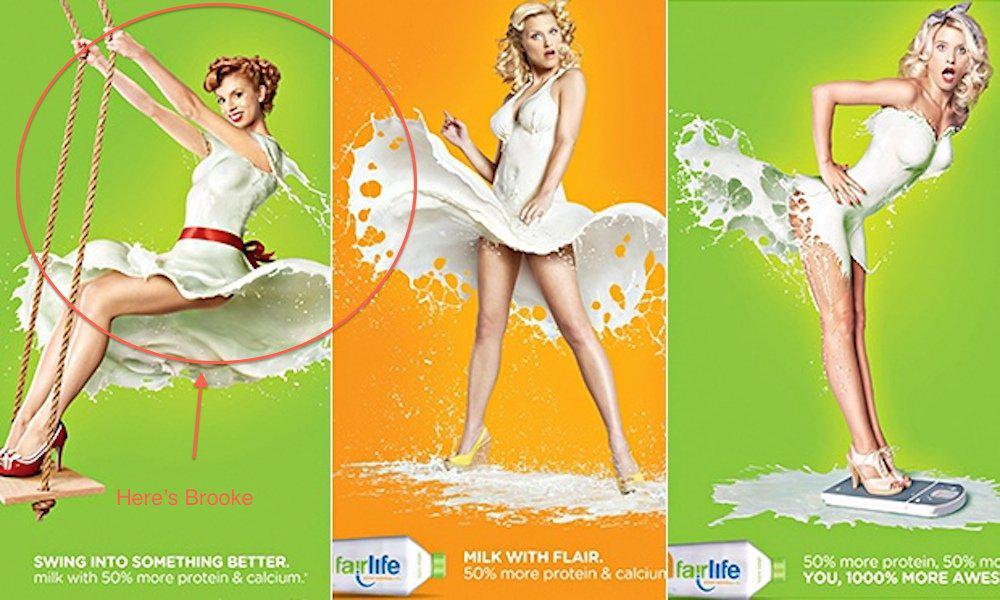 Here's Brooke
SWING INTO SOMETHING BETTER.
milk with 50% more protein & calcium.*
fairlife
MILK WITH FLAIR.
50% more protein & calcium
fairlife
50% more protein, 50% mo
YOU, 1000% MORE AWES